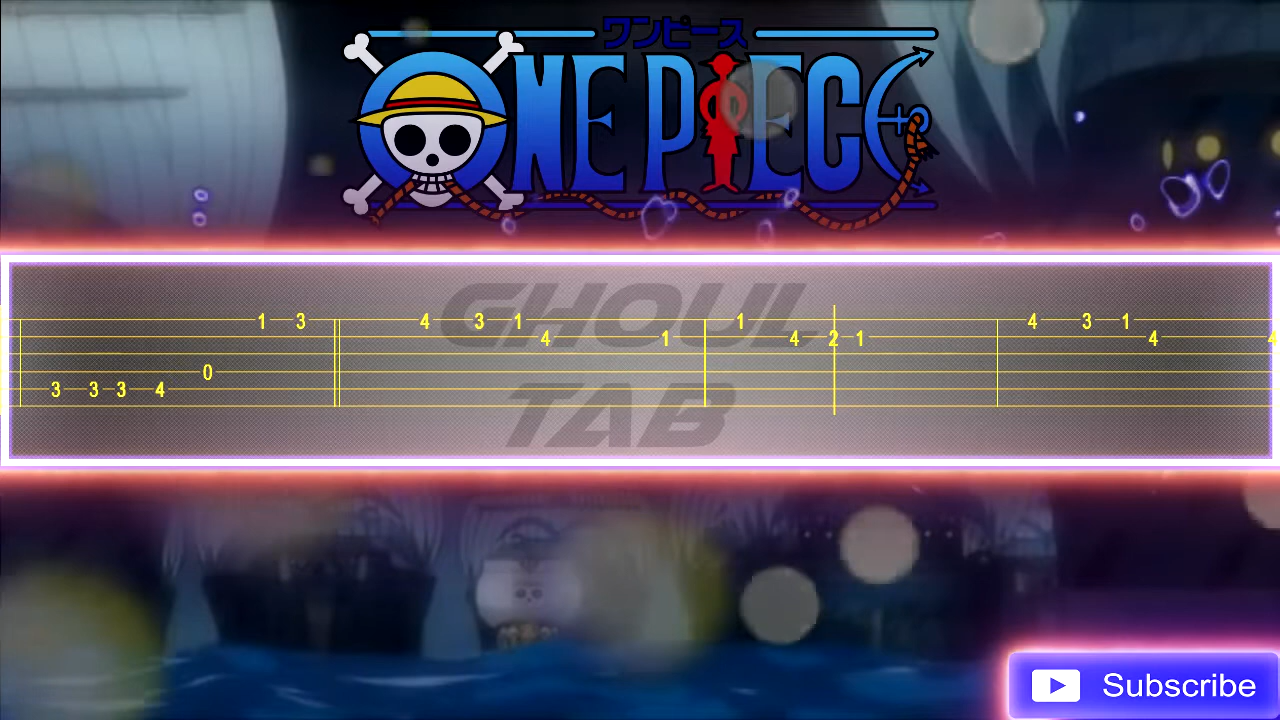 ワンピース
ONE PIECE
GHOUL
TAB
1 3 4 3 1 1 4 3 1
4 1 4 2 1 4 4
0
3 3 3 4
Subscribe